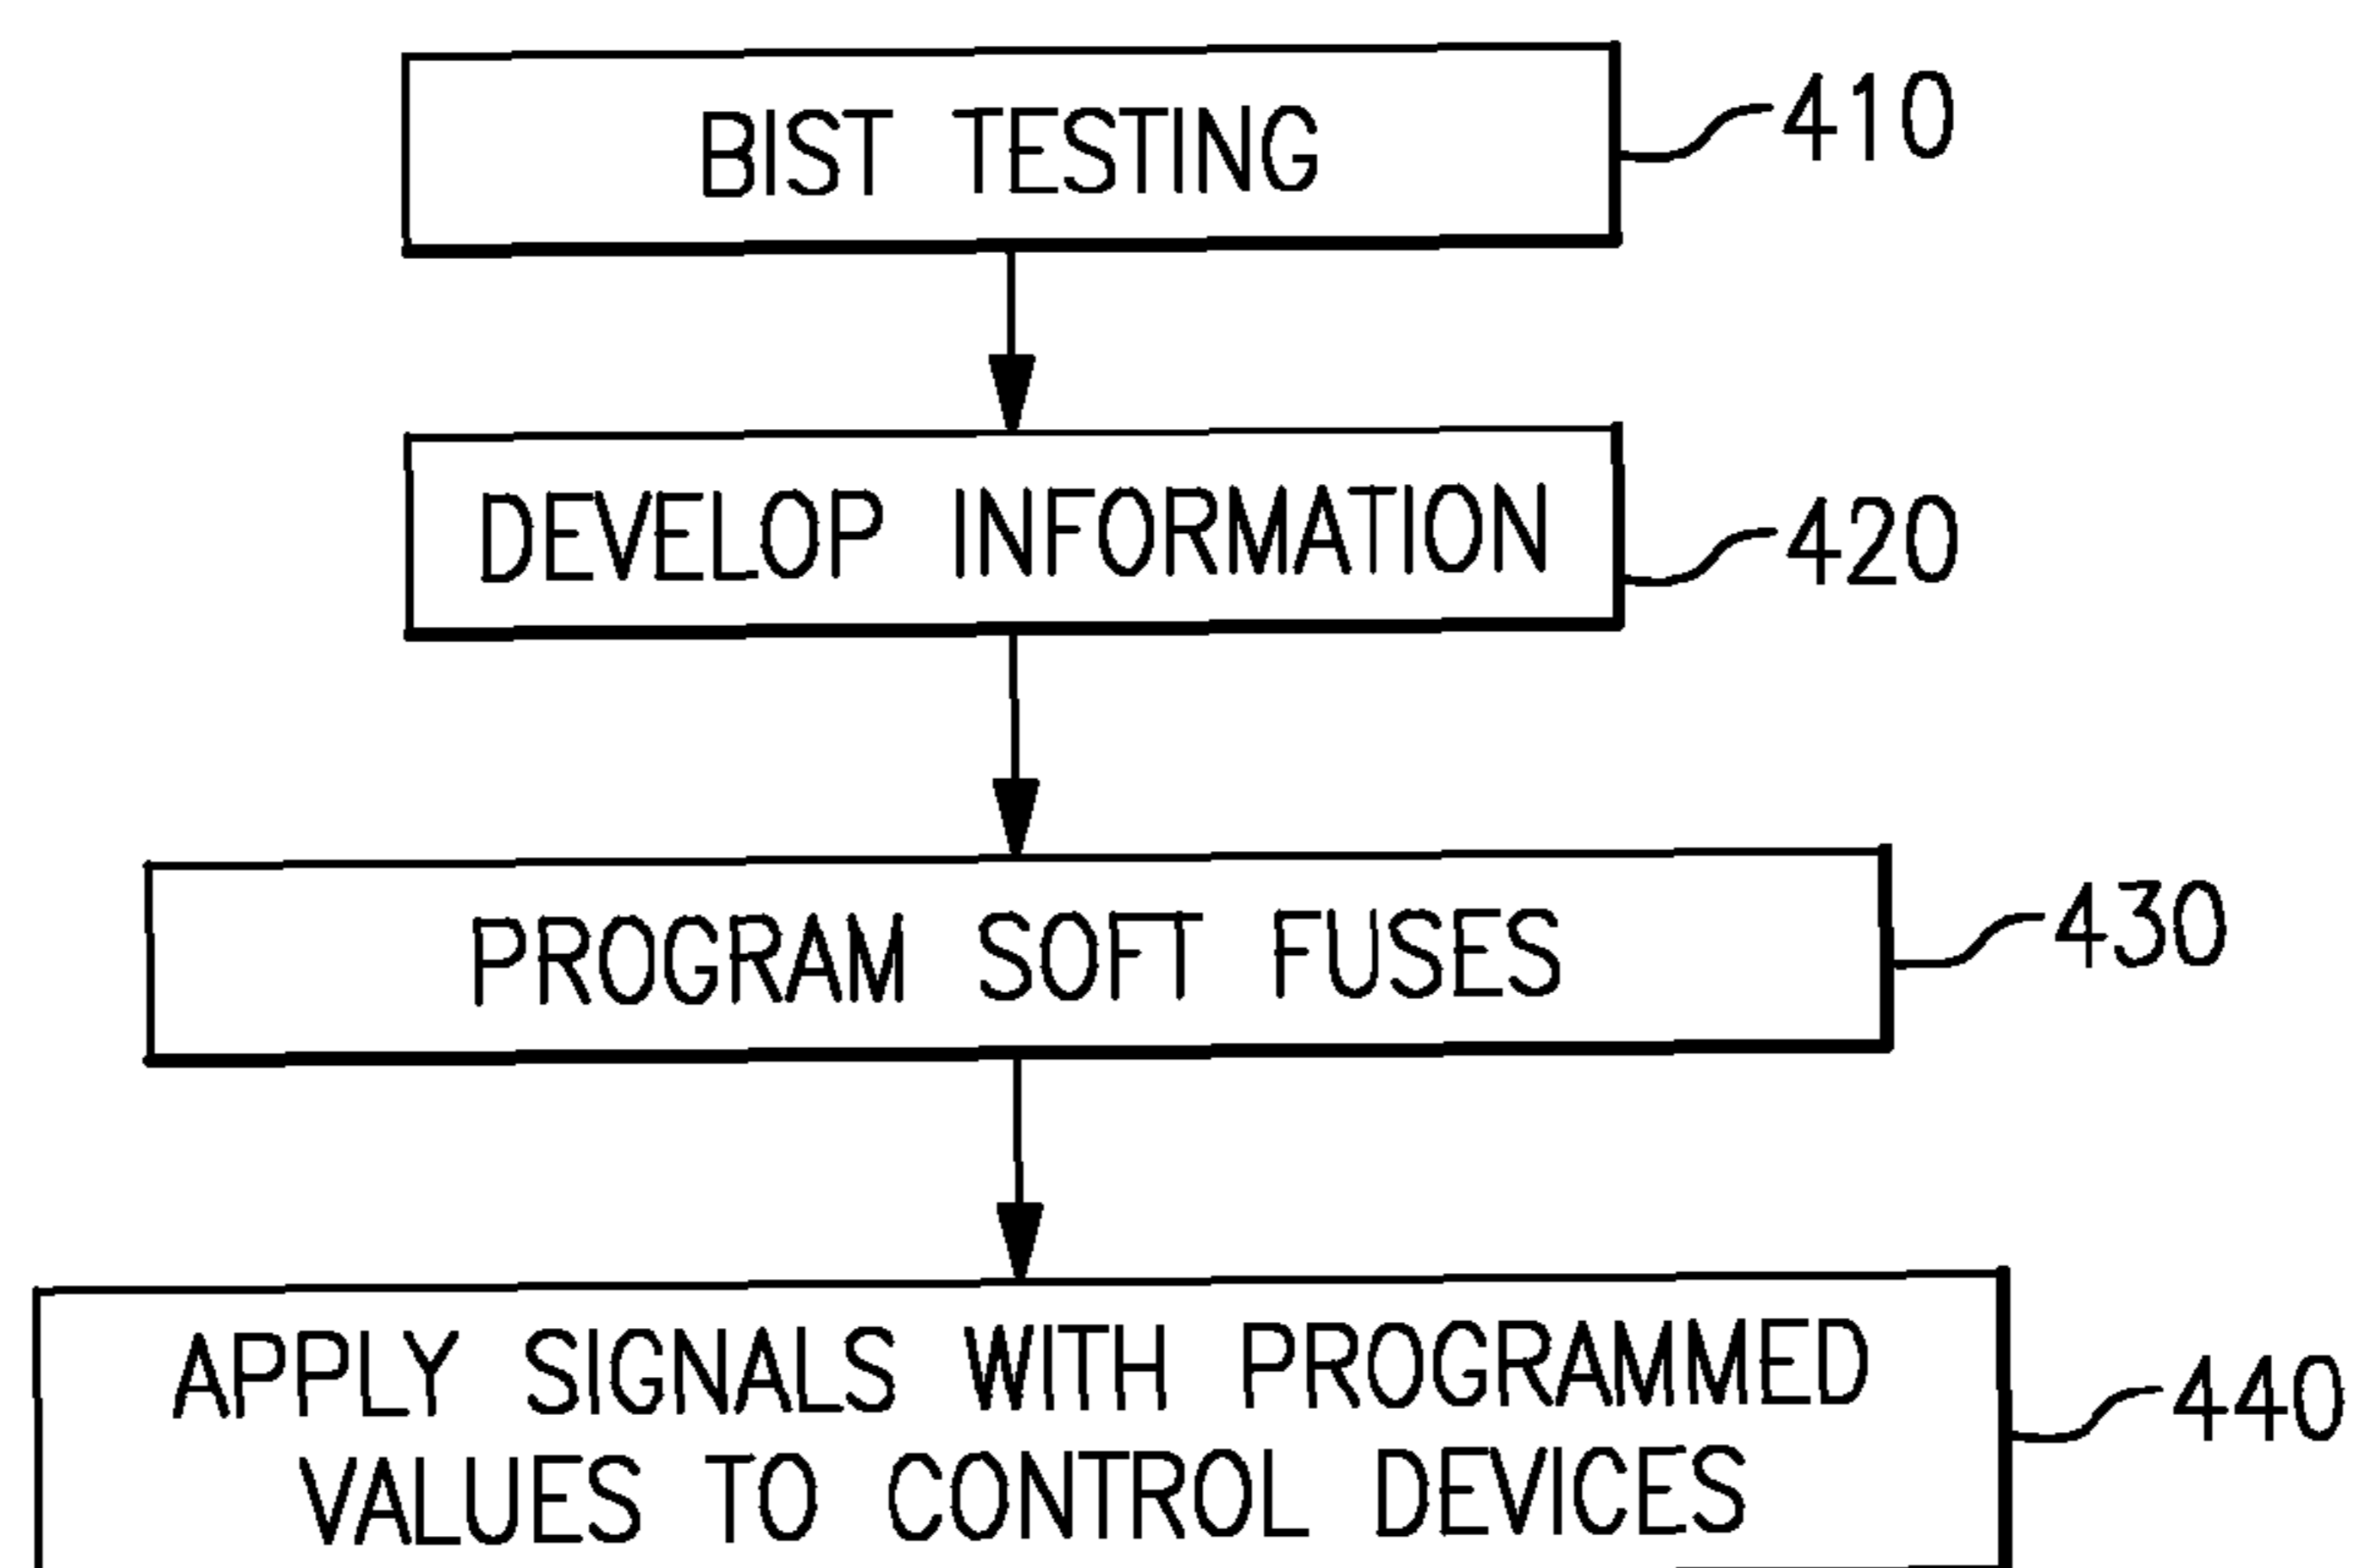 BIST TESTING
410
DEVELOP INFORMATION
420
PROGRAM SOFT FUSES
430
APPLY SIGNALS WITH PROGRAMMED
VALUES TO CONTROL DEVICES
440